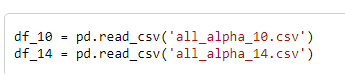 df_10 = pd.read_csv('all_alpha_10.csv')
df_14 = pd.read_csv('all_alpha_14.csv')